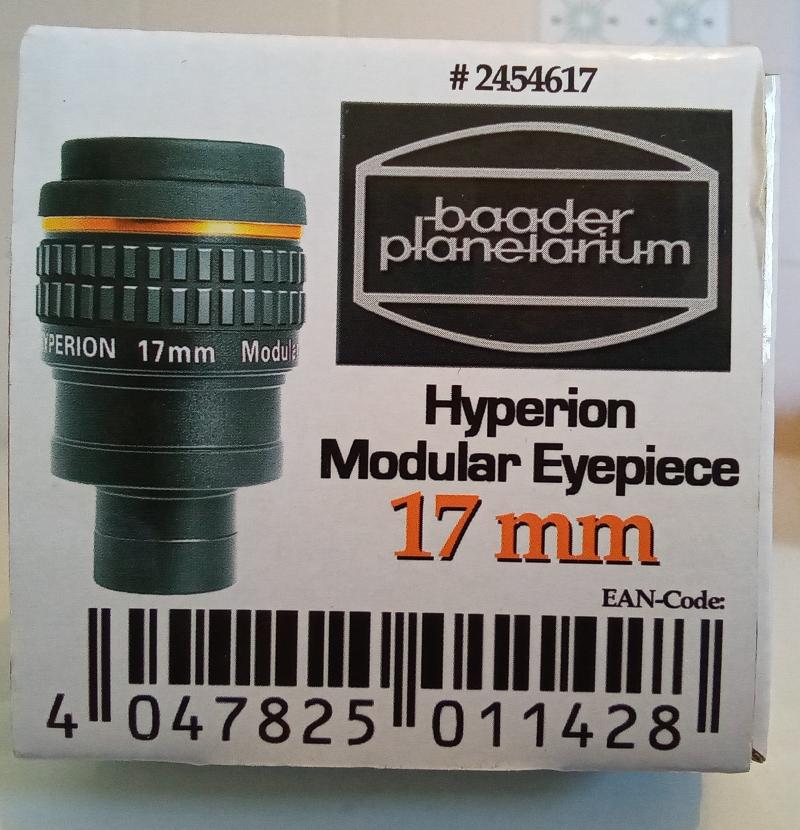 # 2454617
baader
planetarium
YPERION 17mm Modula
Hyperion
Modular Eyepiece
17 mm
EAN-Code:
4 047825 011428